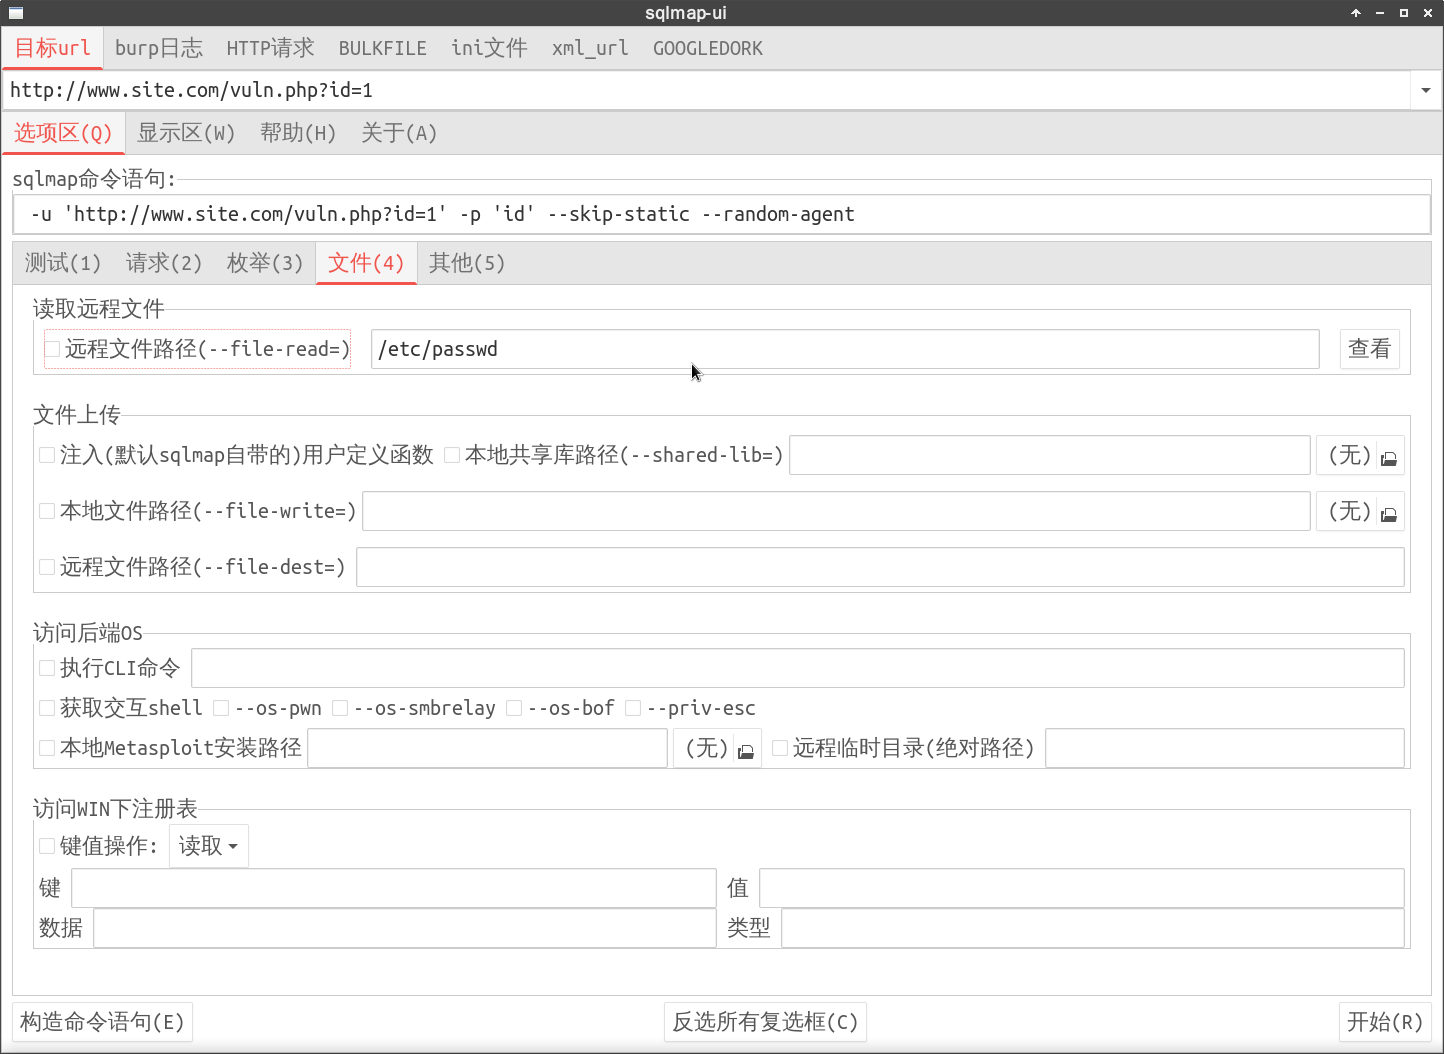 sqlmap-ui
目标url burp日志 HTTP请求 BULKFILE ini文件 xml_url GOOGLEDORK
http://www.site.com/vuln.php?id=1
选项区(Q) 显示区(W) 帮助(H) 关于(A)
sqlmap命令语句:
-u 'http://www.site.com/vuln.php?id=1' -p 'id' --skip-static --random-agent
测试(1) 请求(2) 枚举(3) 文件(4) 其他(5)
读取远程文件
远程文件路径(--file-read=) /etc/passwd 查看
文件上传
注入(默认sqlmap自带的)用户定义函数 本地共享库路径(--shared-lib=) (无)
本地文件路径(--file-write=) (无)
远程文件路径(--file-dest=)
访问后端OS
执行CLI命令
获取交互shell --os-pwn --os-smbrelay --os-bof --priv-esc
本地Metasploit安装路径 (无) 远程临时目录(绝对路径)
访问WIN下注册表
键值操作: 读取
键 值
数据 类型
构造命令语句(E) 反选所有复选框(C) 开始(R)